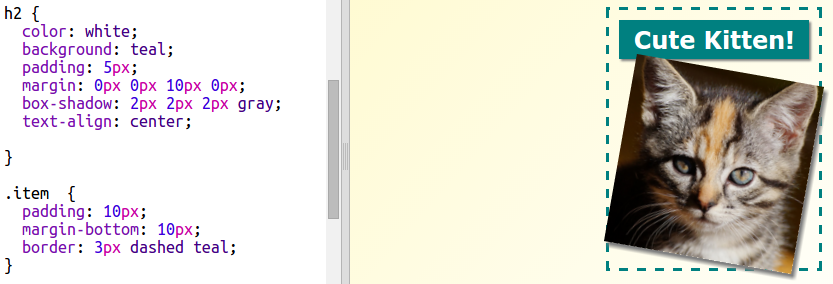 h2 {
color: white;
background: teal;
padding: 5px;
margin: 0px 0px 10px 0px;
box-shadow: 2px 2px 2px gray;
text-align: center;
}
.item  {
padding: 10px;
margin-bottom: 10px;
border: 3px dashed teal;
}
Cute Kitten!